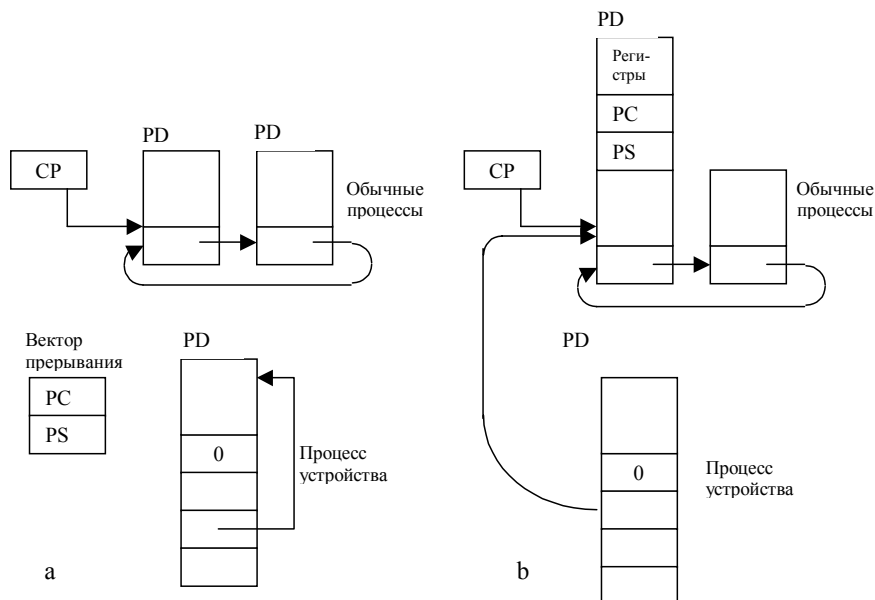 PD
Реги-
стры
PC
PS
PD
PD
CP
CP
Обычные
процессы
Обычные
процессы
Вектор
прерывания
PC
PS
PD
0
Процесс
устройства
PD
0
Процесс
устройства
a
b